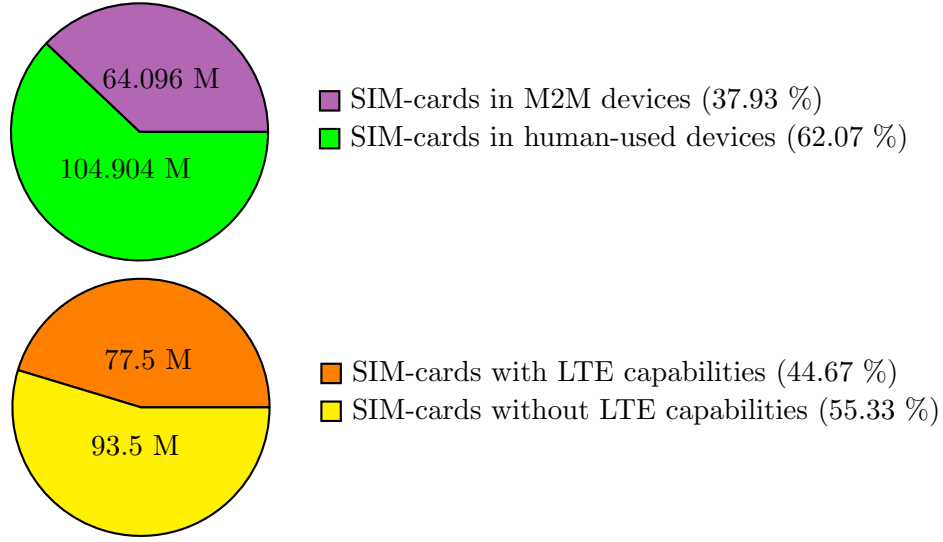 64.096 M
104.904 M
SIM-cards in M2M devices (37.93 %)
SIM-cards in human-used devices (62.07 %)
77.5 M
93.5 M
SIM-cards with LTE capabilities (44.67 %)
SIM-cards without LTE capabilities (55.33 %)